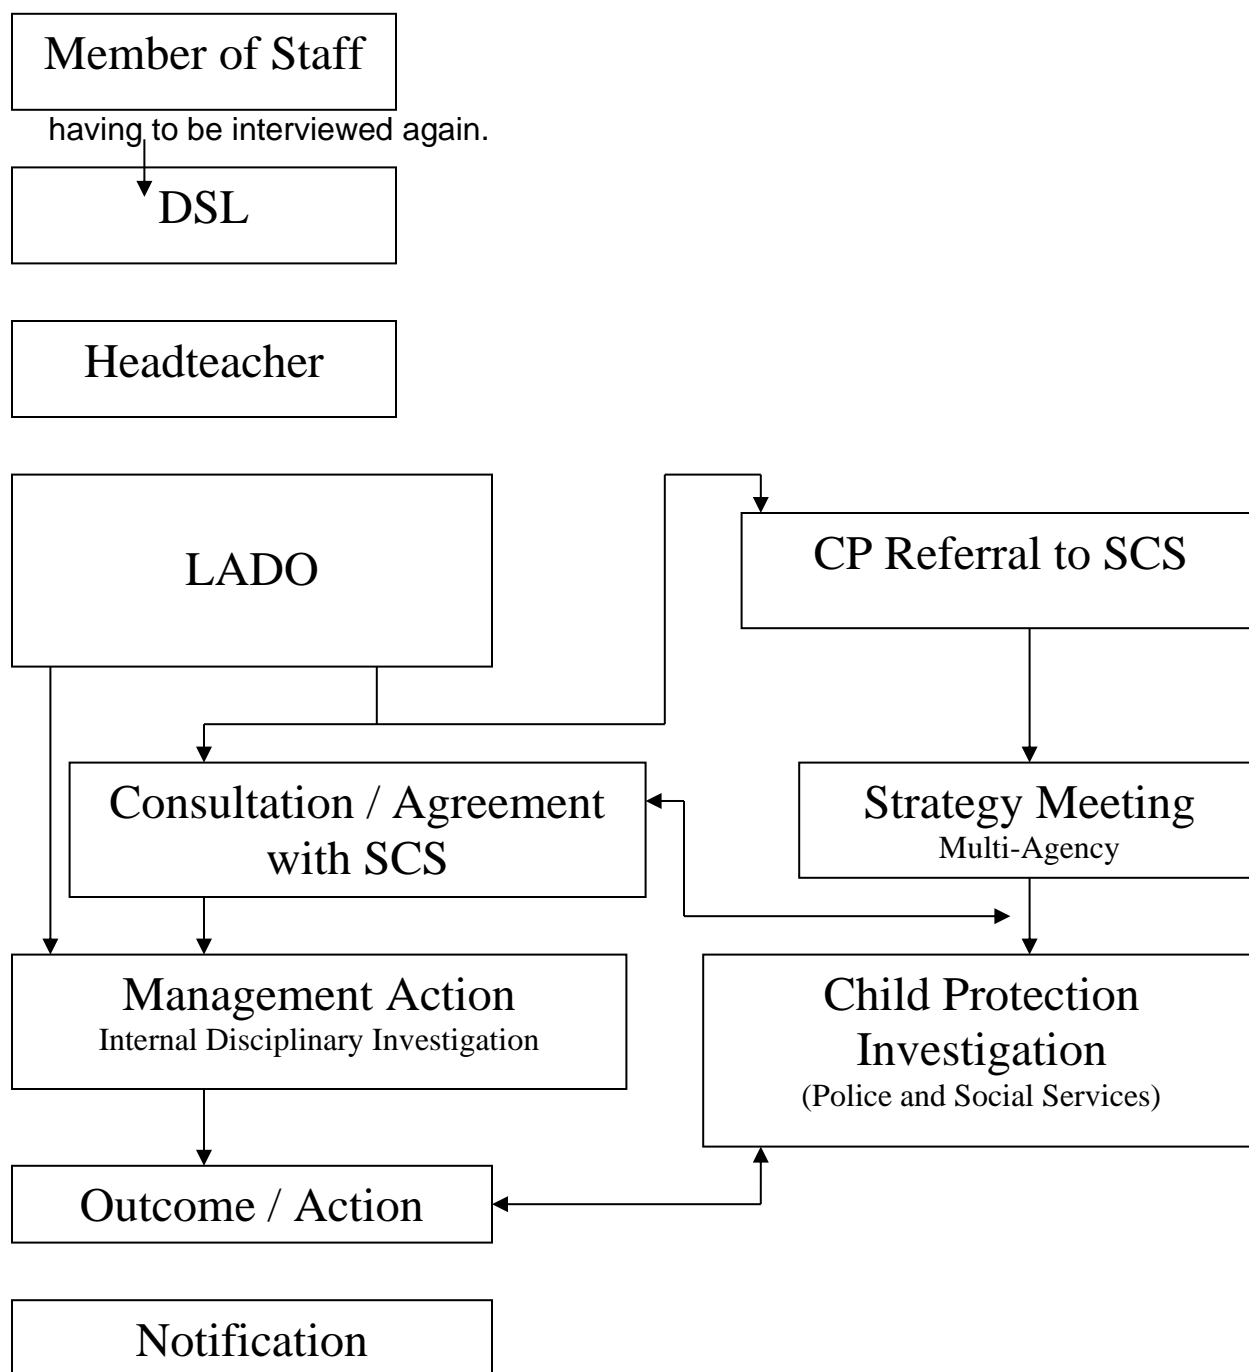 Member of Staff
having to be interviewed again.
DSL
Headteacher
LADO
CP Referral to SCS
Consultation / Agreement
with SCS
Strategy Meeting
Multi-Agency
Management Action
Internal Disciplinary Investigation
Child Protection
Investigation
(Police and Social Services)
Outcome / Action
Notification